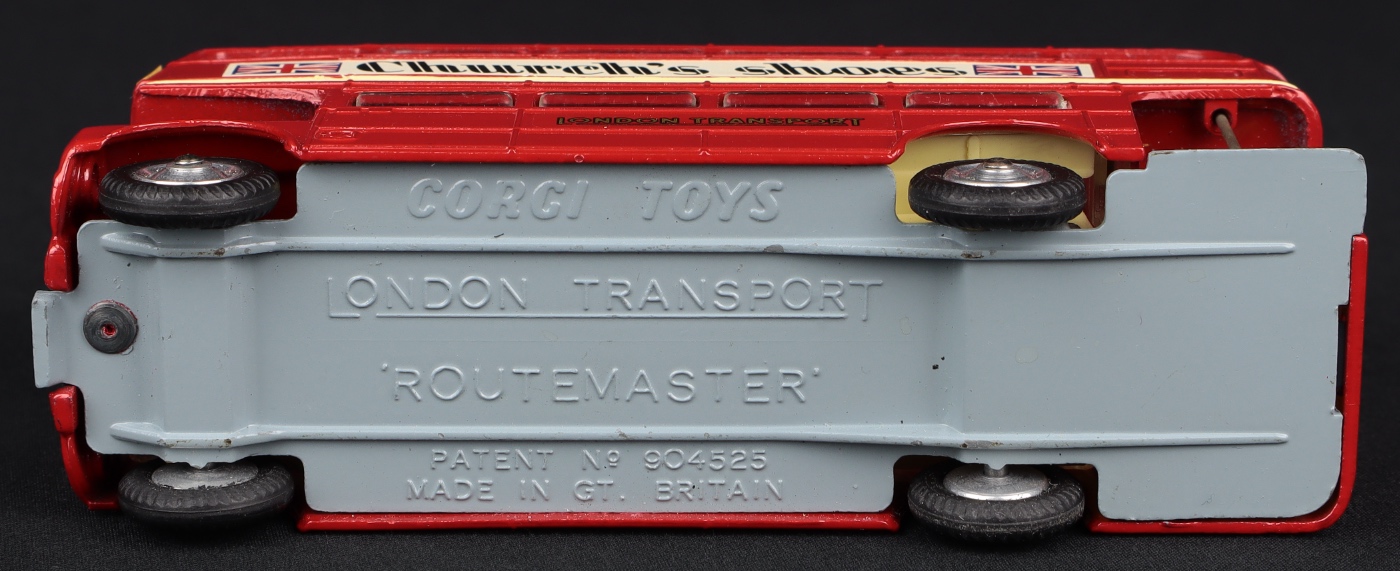 Church's shoes
LONDON TRANSPORT
CORGI TOYS
LONDON TRANSPORT
'ROUTEMASTER'
PATENT Nº 904525
MADE IN GT. BRITAIN